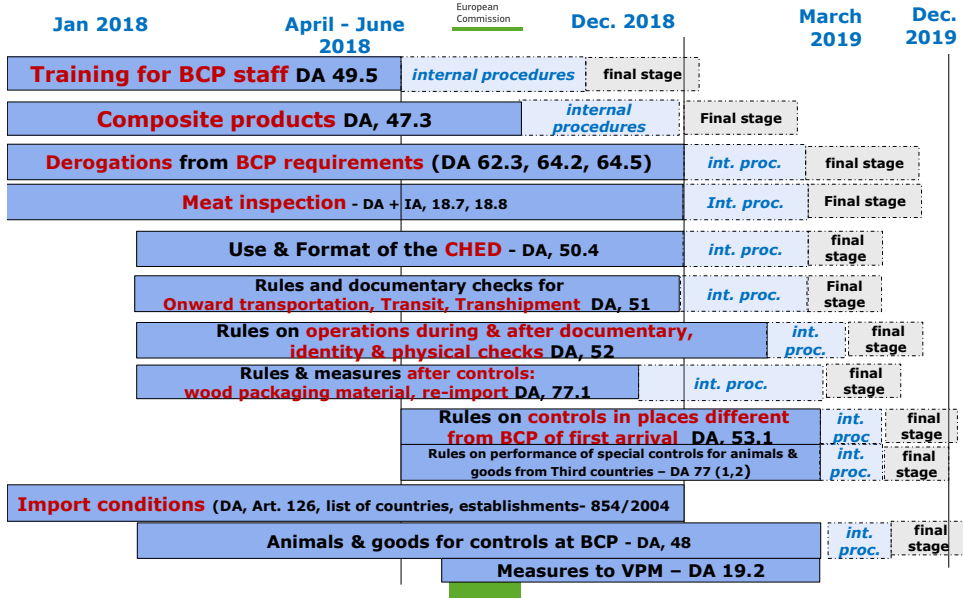 European
Commission
Jan 2018
April - June
2018
Dec. 2018
March
2019
Dec.
2019
Training for BCP staff DA 49.5
internal procedures
final stage
Composite products DA, 47.3
internal
procedures
Final stage
Derogations from BCP requirements (DA 62.3, 64.2, 64.5)
int. proc.
final stage
Meat inspection - DA + IA, 18.7, 18.8
Int. proc.
Final stage
Use & Format of the CHED - DA, 50.4
int. proc.
final
stage
Rules and documentary checks for
Onward transportation, Transit, Transhipment DA, 51
int. proc.
Final
stage
Rules on operations during & after documentary,
identity & physical checks DA, 52
int.
proc.
final
stage
Rules & measures after controls:
wood packaging material, re-import DA, 77.1
int. proc.
final
stage
Rules on controls in places different
from BCP of first arrival DA, 53.1
int.
proc
final
stage
Rules on performance of special controls for animals &
goods from Third countries – DA 77 (1,2)
int.
proc.
final
stage
Import conditions (DA, Art. 126, list of countries, establishments- 854/2004
Animals & goods for controls at BCP - DA, 48
int.
proc.
final
stage
Measures to VPM – DA 19.2